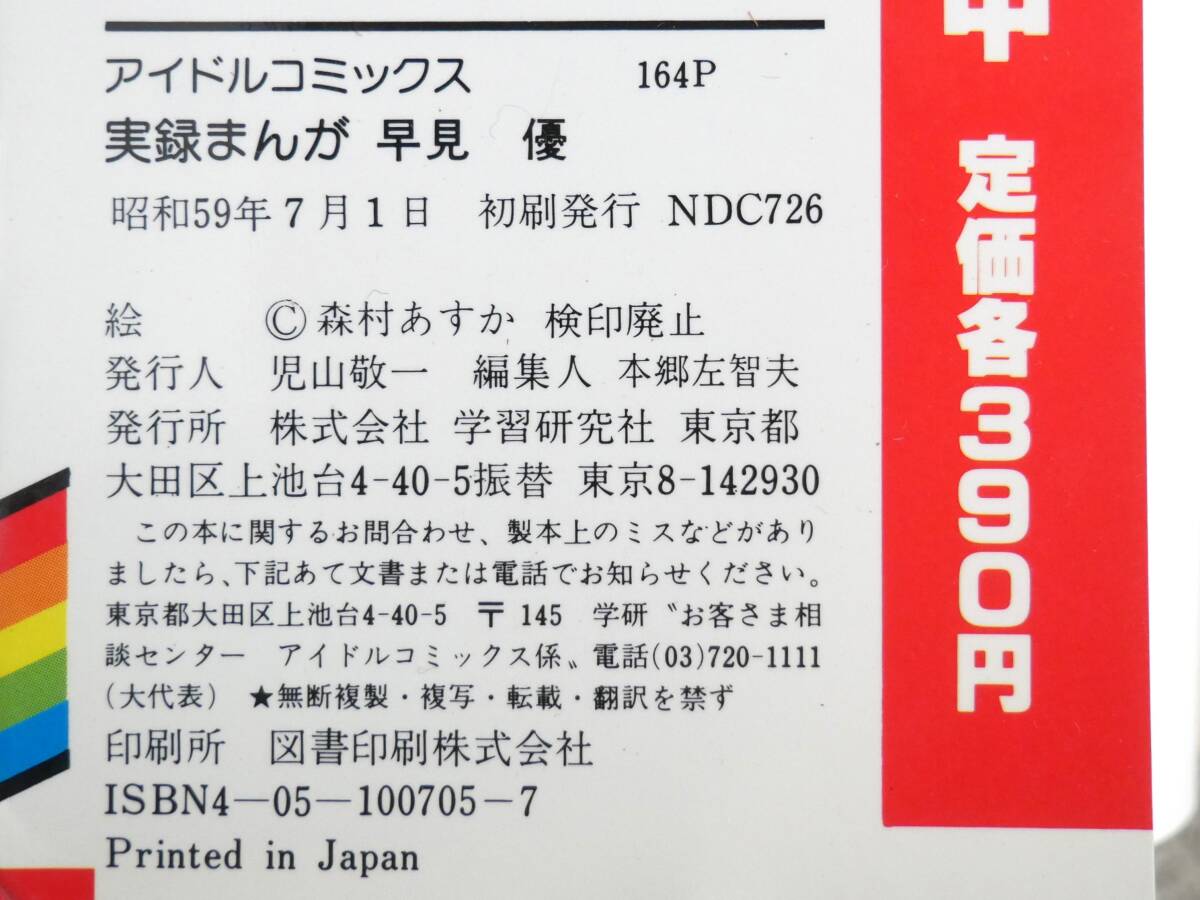 アイドルコミックス 164P
実録まんが 早見 優
昭和59年7月1日 初刷発行 NDC726
絵 Ⓒ森村あすか 検印廃止
発行人 児山敬一 編集人 本郷左智夫
発行所 株式会社 学習研究社 東京都
大田区上池台4-40-5振替 東京8-142930
この本に関するお問合わせ、製本上のミスなどがあり
ましたら、下記あて文書または電話でお知らせください。
東京都大田区上池台4-40-5 〒145 学研〝お客さま相
談センター アイドルコミックス係〟電話(03)720-1111
(大代表) ★無断複製・複写・転載・翻訳を禁ず
印刷所 図書印刷株式会社
ISBN4—05—100705-7
Printed in Japan
中 定価各390円